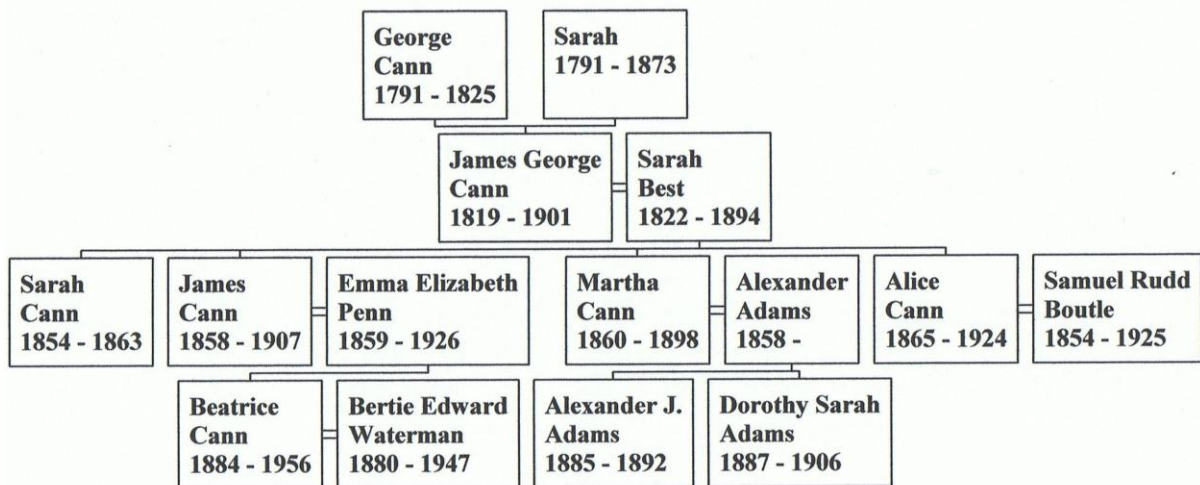 George
Cann
1791 - 1825
Sarah
1791 - 1873
James George
Cann
1819 - 1901
Sarah
Best
1822 - 1894
Sarah
Cann
1854 - 1863
James
Cann
1858 - 1907
Emma Elizabeth
Penn
1859 - 1926
Martha
Cann
1860 - 1898
Alexander
Adams
1858 -
Alice
Cann
1865 - 1924
Samuel Rudd
Boutle
1854 - 1925
Beatrice
Cann
1884 - 1956
Bertie Edward
Waterman
1880 - 1947
Alexander J.
Adams
1885 - 1892
Dorothy Sarah
Adams
1887 - 1906